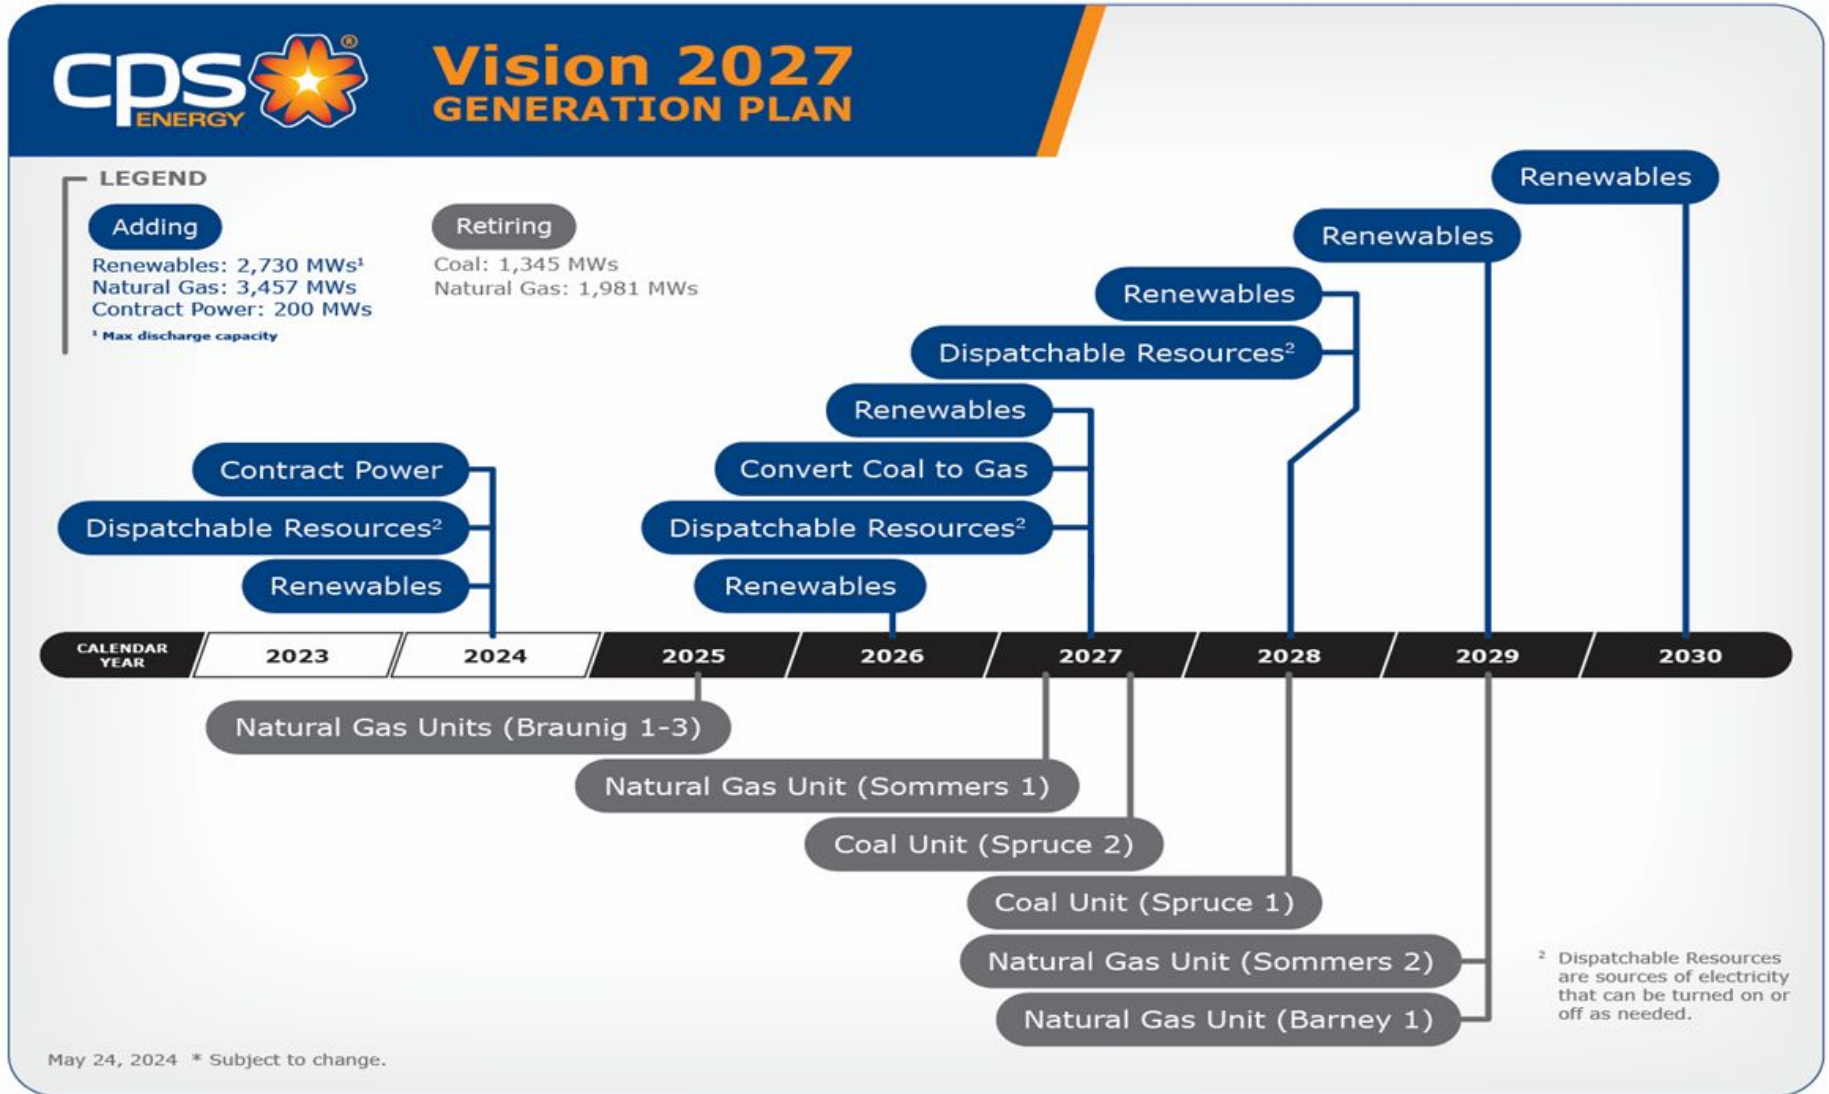 cps
ENERGY
®
Vision 2027
GENERATION PLAN
LEGEND
Adding
Renewables: 2,730 MWs¹
Natural Gas: 3,457 MWs
Contract Power: 200 MWs
¹ Max discharge capacity
Retiring
Coal: 1,345 MWs
Natural Gas: 1,981 MWs
Renewables
Renewables
Renewables
Dispatchable Resources²
Renewables
Convert Coal to Gas
Dispatchable Resources²
Renewables
Contract Power
Dispatchable Resources²
Renewables
CALENDAR
YEAR
2023
2024
2025
2026
2027
2028
2029
2030
Natural Gas Units (Braunig 1-3)
Natural Gas Unit (Sommers 1)
Coal Unit (Spruce 2)
Coal Unit (Spruce 1)
Natural Gas Unit (Sommers 2)
Natural Gas Unit (Barney 1)
² Dispatchable Resources
are sources of electricity
that can be turned on or
off as needed.
May 24, 2024 * Subject to change.